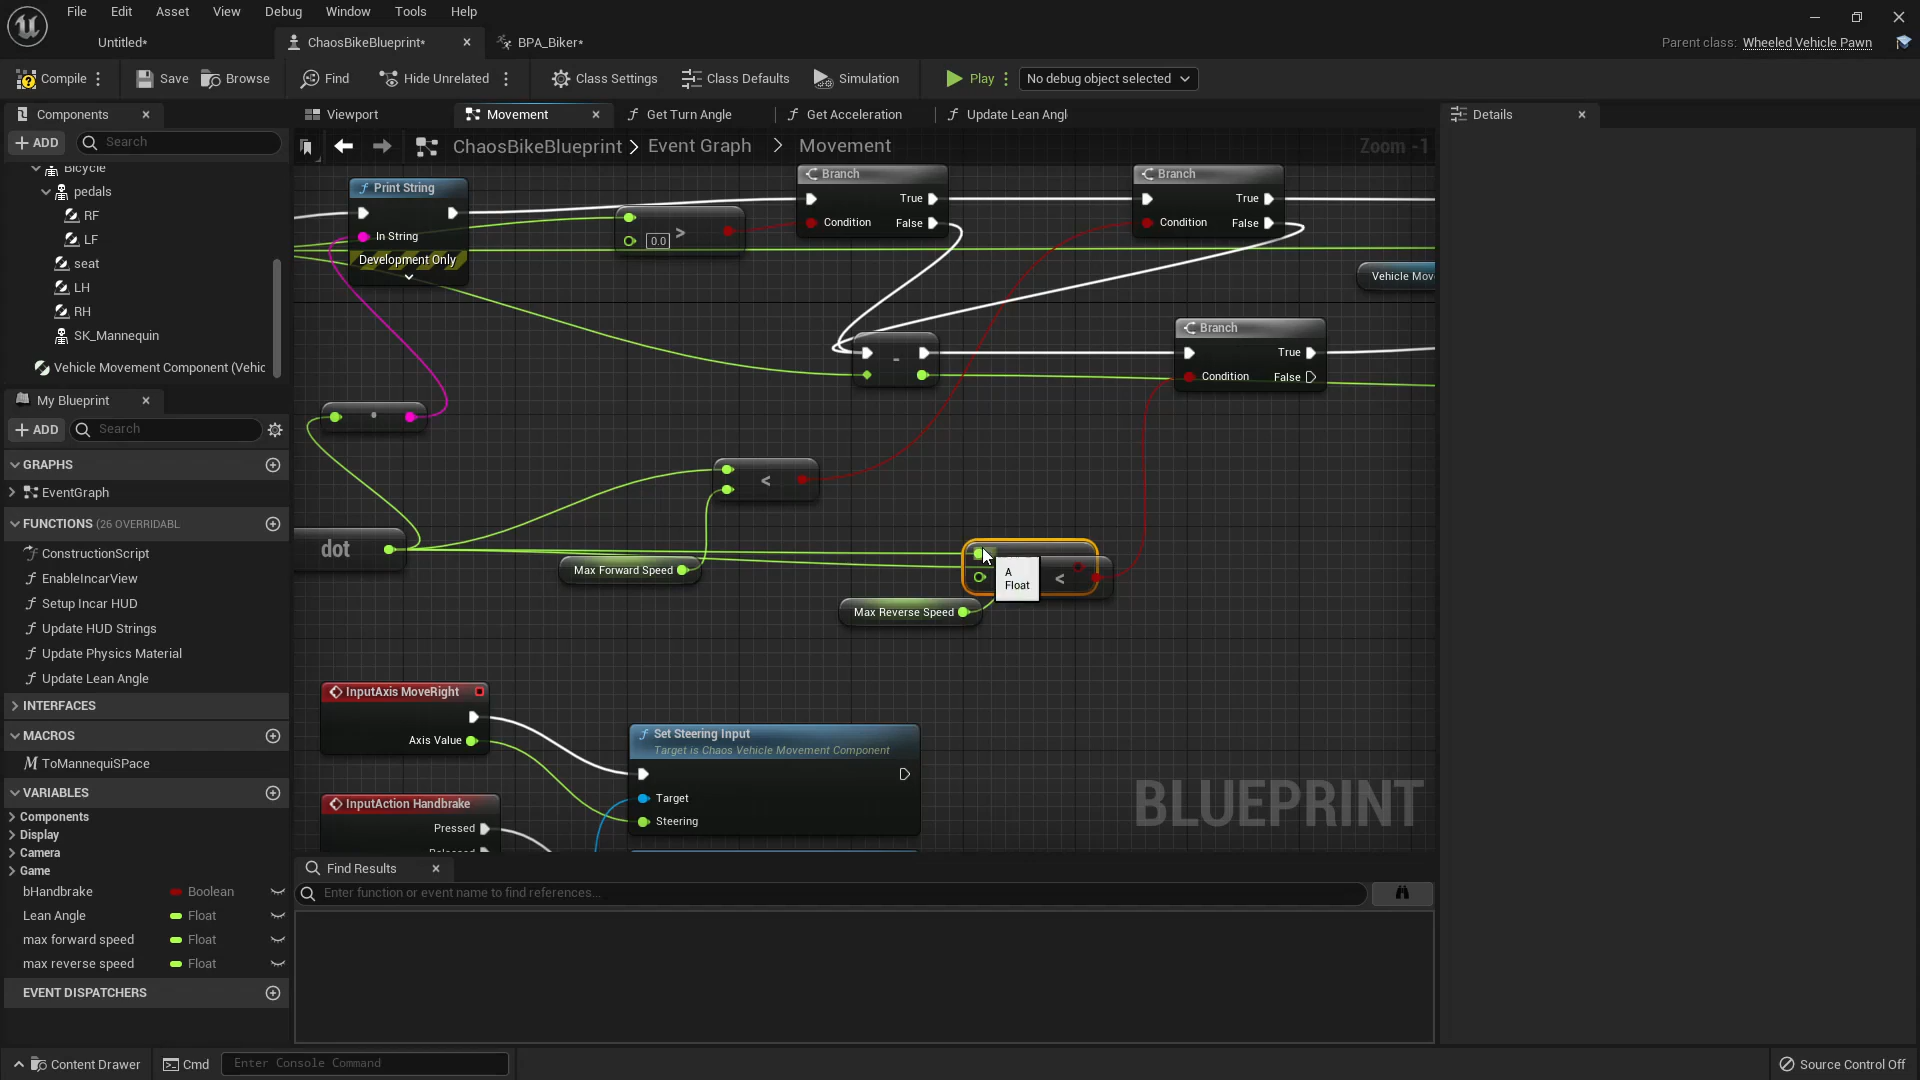 File Edit Asset View Debug Window Tools Help
Untitled* ChaosBikeBlueprint* BPA_Biker* Parent class: Wheeled Vehicle Pawn
Compile Save Browse Find Hide Unrelated Class Settings Class Defaults Simulation Play No debug object selected
Components
ADD Search
Bicycle
pedals
RF
LF
seat
LH
RH
SK_Mannequin
Vehicle Movement Component (Vehic
My Blueprint
ADD Search
GRAPHS
EventGraph
FUNCTIONS (26 OVERRIDABL
ConstructionScript
EnableIncarView
Setup Incar HUD
Update HUD Strings
Update Physics Material
Update Lean Angle
INTERFACES
MACROS
ToMannequiSPace
VARIABLES
Components
Display
Camera
Game
bHandbrake Boolean
Lean Angle Float
max forward speed Float
max reverse speed Float
EVENT DISPATCHERS
Viewport Movement Get Turn Angle Get Acceleration Update Lean Angl
ChaosBikeBlueprint > Event Graph > Movement Zoom -1
Print String
In String
Development Only
0.0 >
Branch
True
Condition False
Branch
True
Condition False
Vehicle Mov
-
Branch
True
Condition False
<
dot
Max Forward Speed
A
Float
<
Max Reverse Speed
InputAxis MoveRight
Axis Value
Set Steering Input
Target is Chaos Vehicle Movement Component
Target
Steering
InputAction Handbrake
Pressed
Released
BLUEPRINT
Find Results
Enter function or event name to find references...
Details
Content Drawer Cmd Enter Console Command Source Control Off